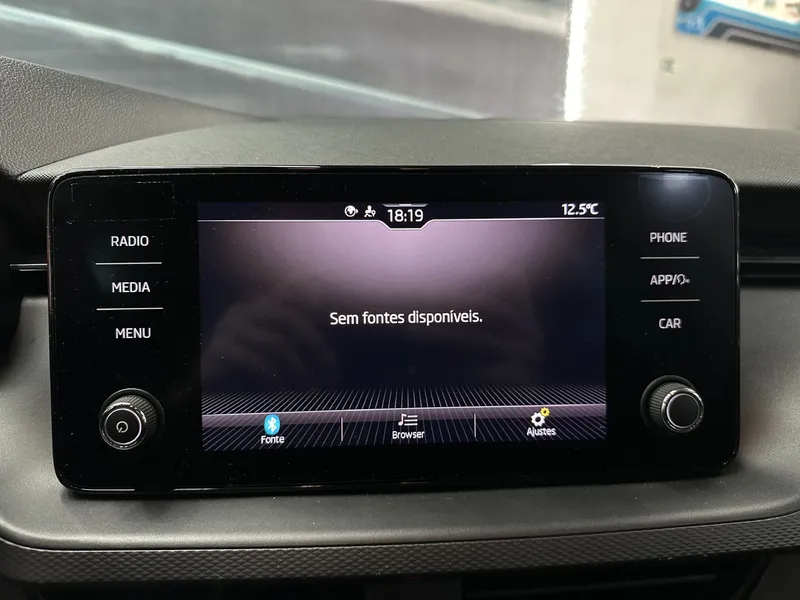 18:19
12.5°C
RADIO
MEDIA
MENU
PHONE
APP/
CAR
Sem fontes disponíveis.
Fonte
Browser
Ajustes